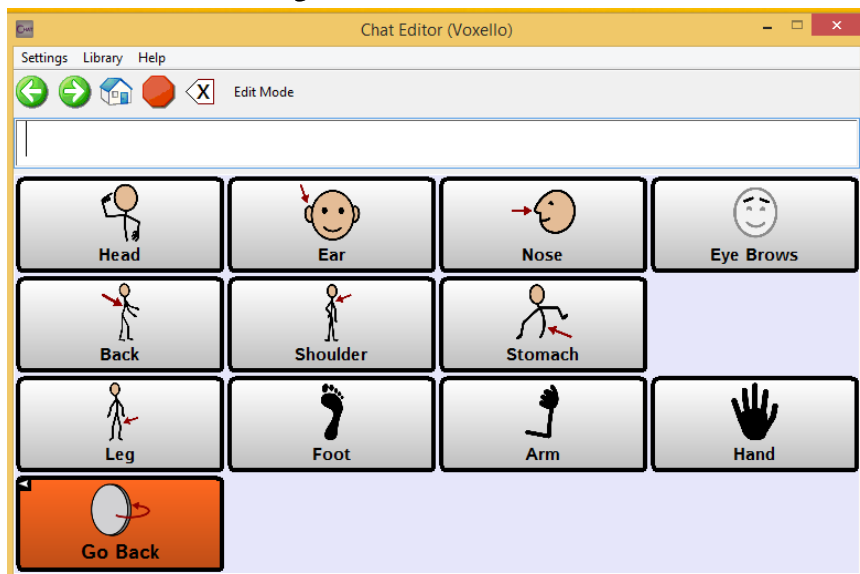 Chat Editor (Voxello)
Settings Library Help
X Edit Mode
Head Ear Nose Eye Brows
Back Shoulder Stomach
Leg Foot Arm Hand
Go Back